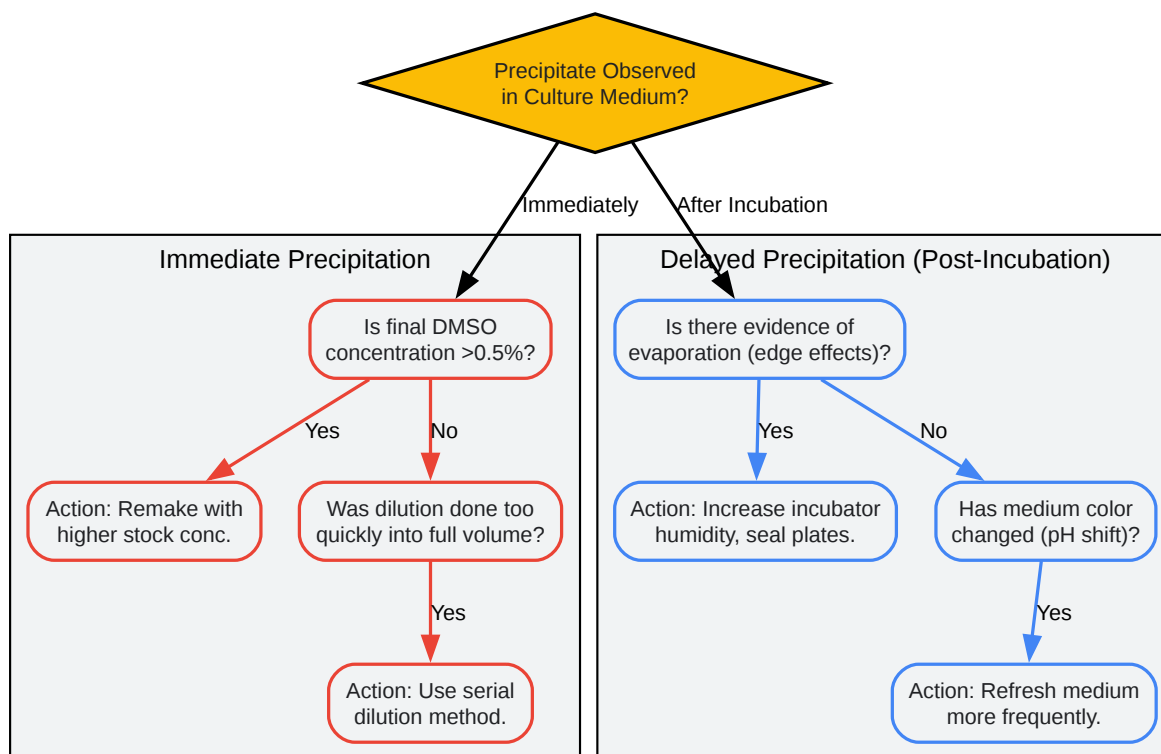 Precipitate Observed
in Culture Medium?
Immediately
After Incubation
Immediate Precipitation
Is final DMSO
concentration >0.5%?
Yes
No
Action: Remake with
higher stock conc.
Was dilution done too
quickly into full volume?
Yes
Action: Use serial
dilution method.
Delayed Precipitation (Post-Incubation)
Is there evidence of
evaporation (edge effects)?
Yes
No
Action: Increase incubator
humidity, seal plates.
Has medium color
changed (pH shift)?
Yes
Action: Refresh medium
more frequently.